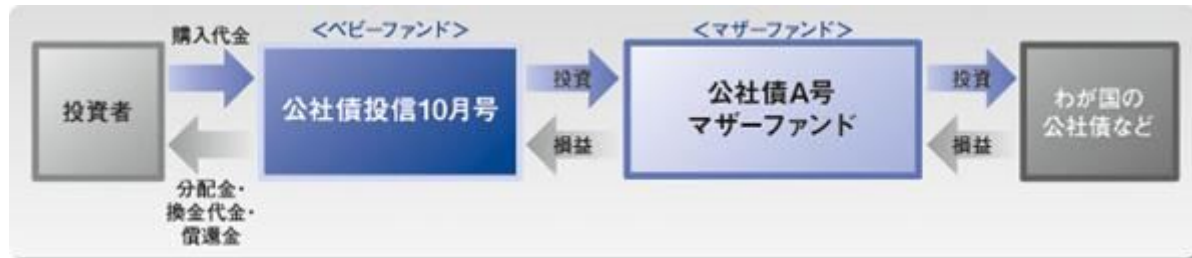 投資者
購入代金
分配金・
換金代金・
償還金
＜ベビーファンド＞
公社債投信10月号
投資
損益
＜マザーファンド＞
公社債A号
マザーファンド
投資
損益
わが国の
公社債など